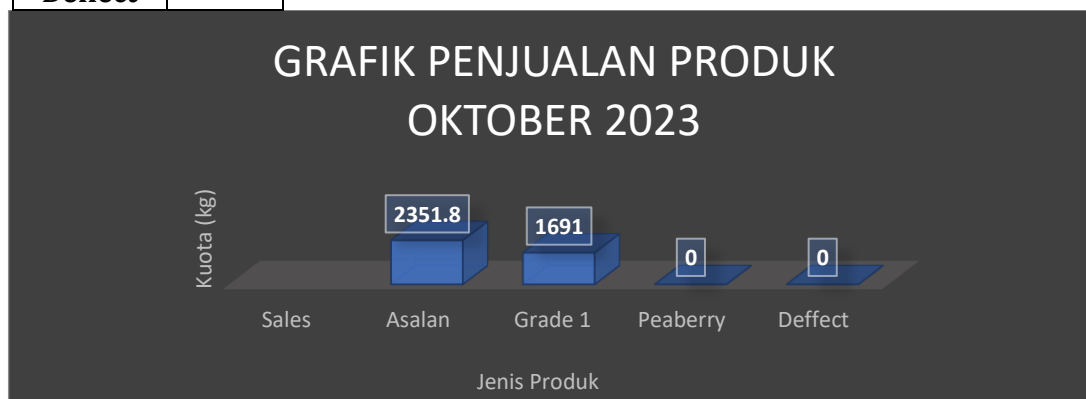 GRAFIK PENJUALAN PRODUK
OKTOBER 2023
Kuota (kg)
2351.8
1691
0
0
Sales Asalan Grade 1 Peaberry Deffect
Jenis Produk